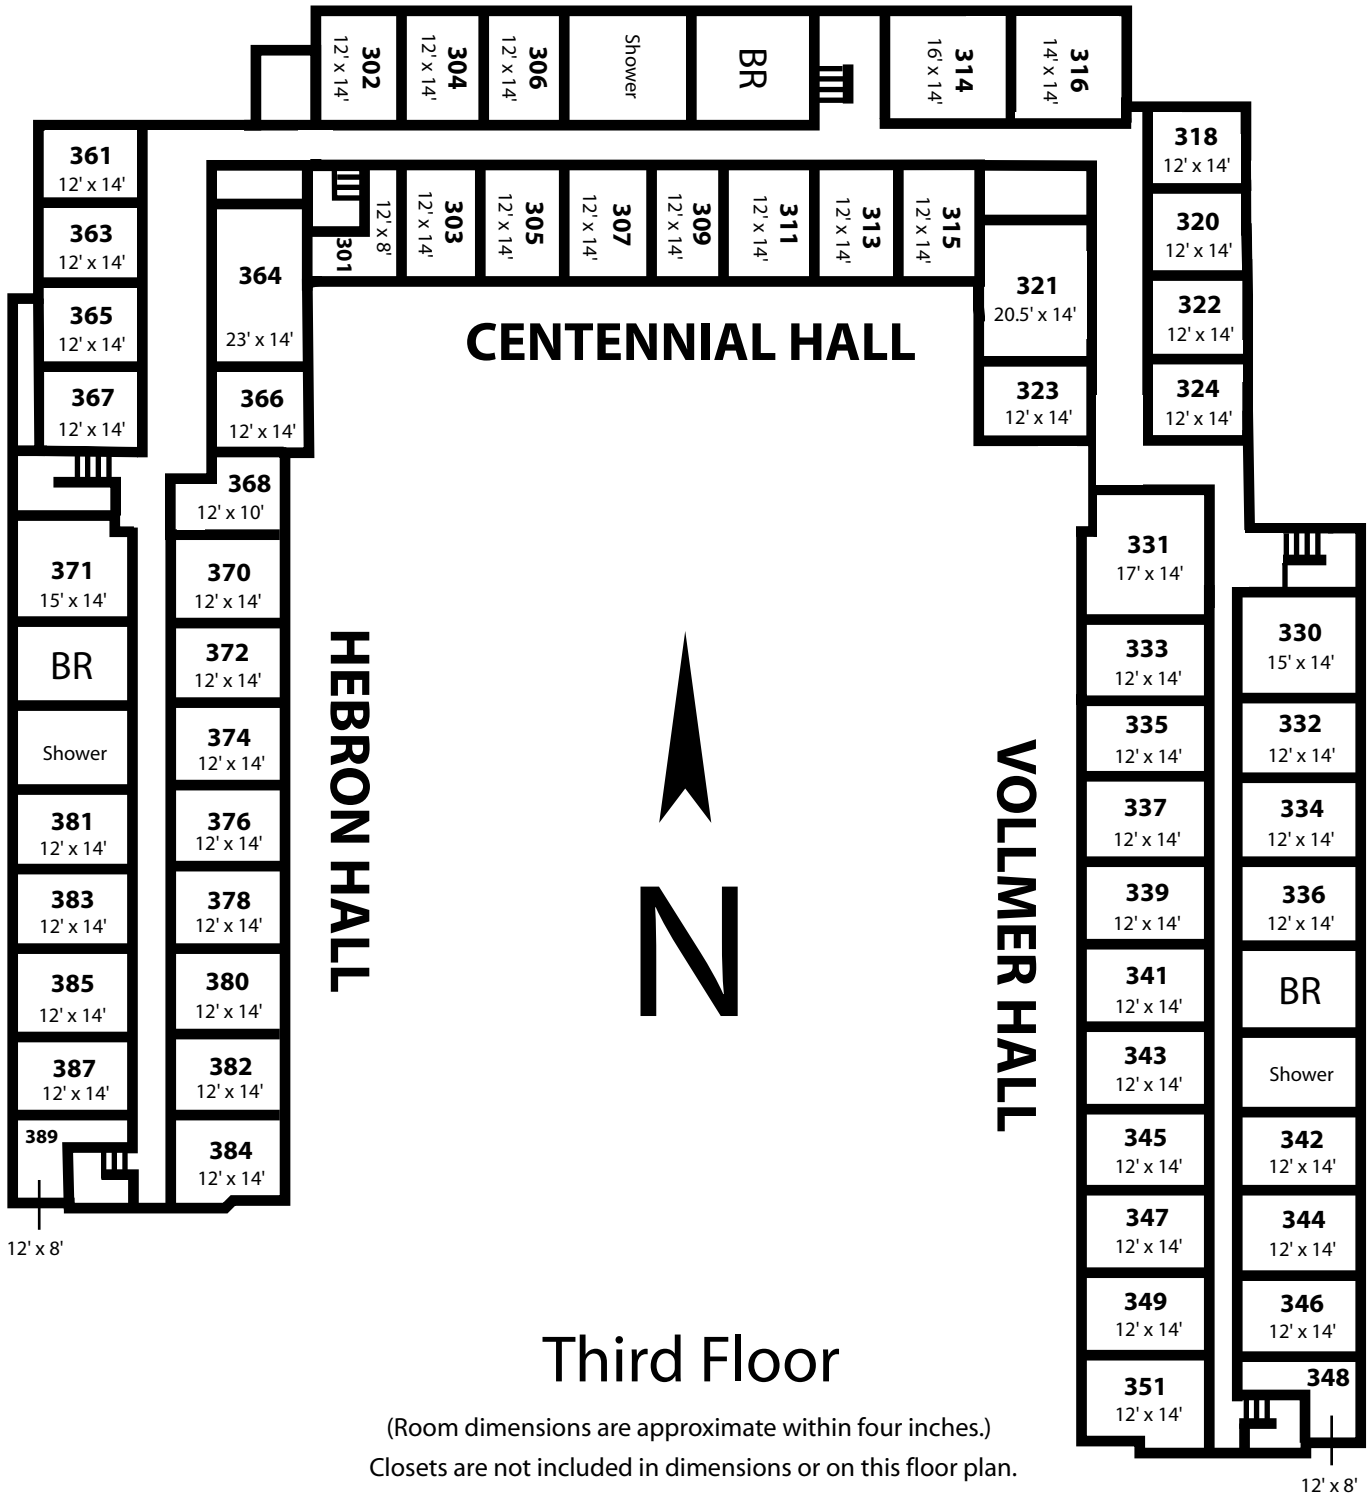 302
12' x 14'
304
12' x 14'
306
12' x 14'
Shower
BR
314
16' x 14'
316
14' x 14'
318
12' x 14'
320
12' x 14'
322
12' x 14'
324
12' x 14'
361
12' x 14'
363
12' x 14'
365
12' x 14'
367
12' x 14'
364
23' x 14'
366
12' x 14'
368
12' x 10'
301
12' x 8'
303
12' x 14'
305
12' x 14'
307
12' x 14'
309
12' x 14'
311
12' x 14'
313
12' x 14'
315
12' x 14'
321
20.5' x 14'
323
12' x 14'
CENTENNIAL HALL
371
15' x 14'
BR
Shower
381
12' x 14'
383
12' x 14'
385
12' x 14'
387
12' x 14'
389
12' x 8'
370
12' x 14'
372
12' x 14'
374
12' x 14'
376
12' x 14'
378
12' x 14'
380
12' x 14'
382
12' x 14'
384
12' x 14'
HEBRON HALL
N
VOLLMER HALL
331
17' x 14'
333
12' x 14'
335
12' x 14'
337
12' x 14'
339
12' x 14'
341
12' x 14'
343
12' x 14'
345
12' x 14'
347
12' x 14'
349
12' x 14'
351
12' x 14'
330
15' x 14'
332
12' x 14'
334
12' x 14'
336
12' x 14'
BR
Shower
342
12' x 14'
344
12' x 14'
346
12' x 14'
348
12' x 8'
Third Floor
(Room dimensions are approximate within four inches.)
Closets are not included in dimensions or on this floor plan.